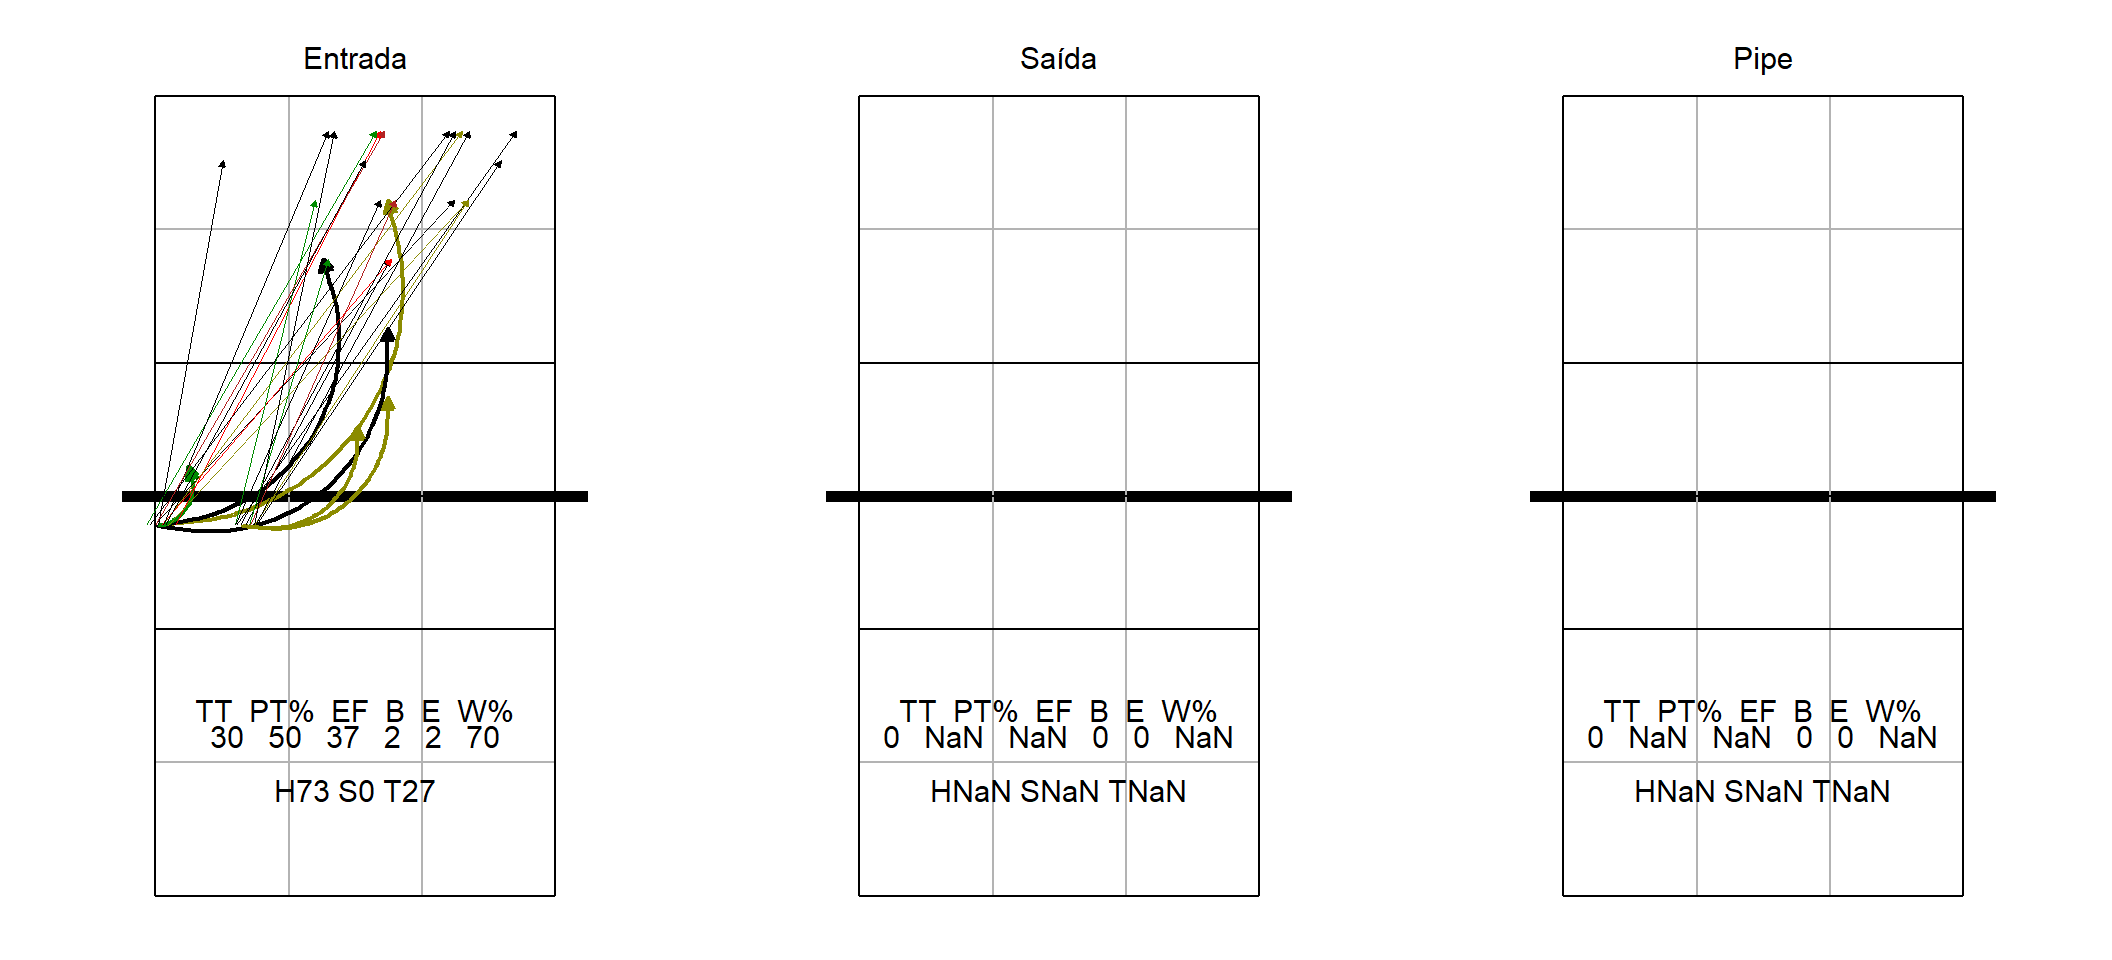 Entrada
TT PT% EF B E W%
30 50 37 2 2 70
H73 S0 T27
Saída
TT PT% EF B E W%
0 NaN NaN 0 0 NaN
HNaN SNaN TNaN
Pipe
TT PT% EF B E W%
0 NaN NaN 0 0 NaN
HNaN SNaN TNaN